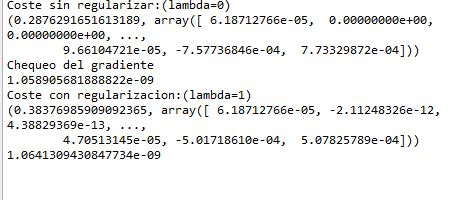 Coste sin regularizar:(lambda=0)
(0.2876291651613189, array([ 6.18712766e-05,  0.00000000e+00,
0.00000000e+00, ...,
        9.66104721e-05, -7.57736846e-04,  7.73329872e-04]))
Chequeo del gradiente
1.058905681888822e-09
Coste con regularizacion:(lambda=1)
(0.38376985909092365, array([ 6.18712766e-05, -2.11248326e-12,
4.38829369e-13, ...,
        4.70513145e-05, -5.01718610e-04,  5.07825789e-04]))
1.0641309430847734e-09